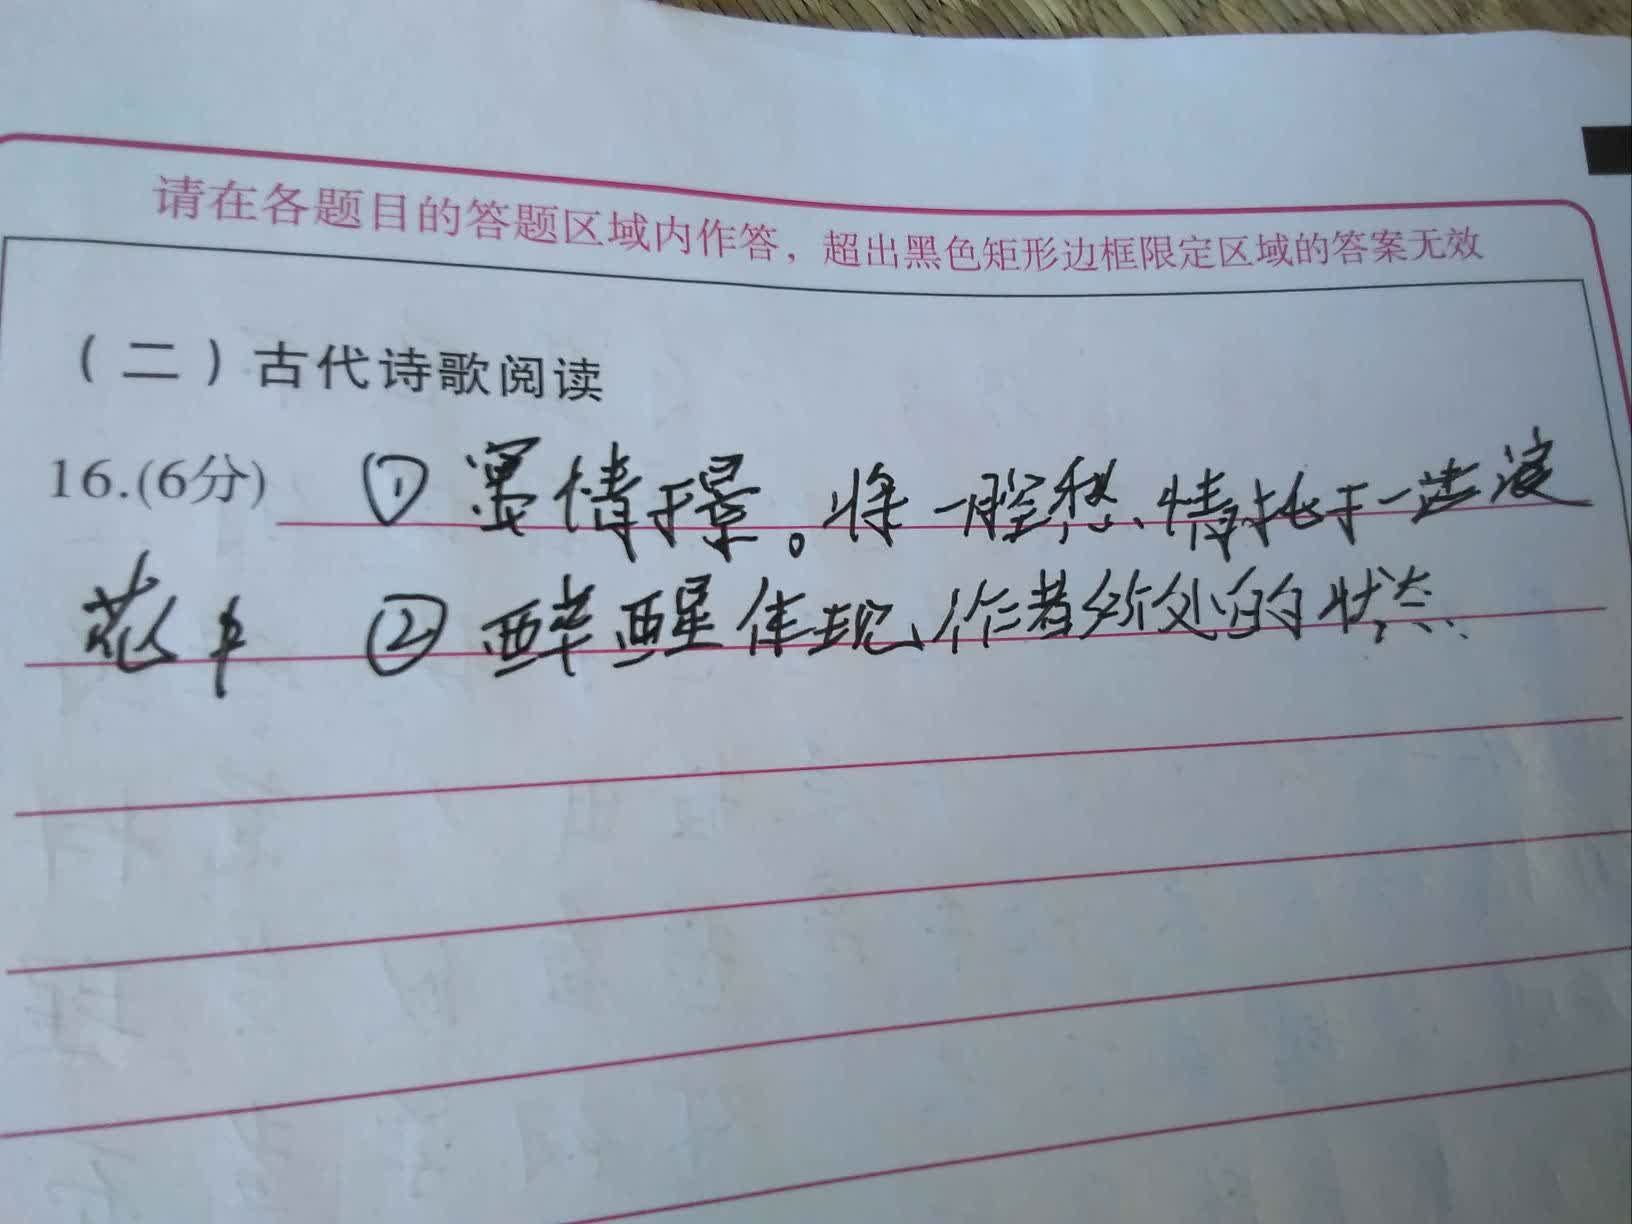 请在各题目的答题区域内作答，超出黑色矩形边框限定区域的答案无效
（二）古代诗歌阅读
16.(6分) ①寓情于景。将一腔愁、情托于一选浪
花中 ②醉醒体现作者所处的状态.